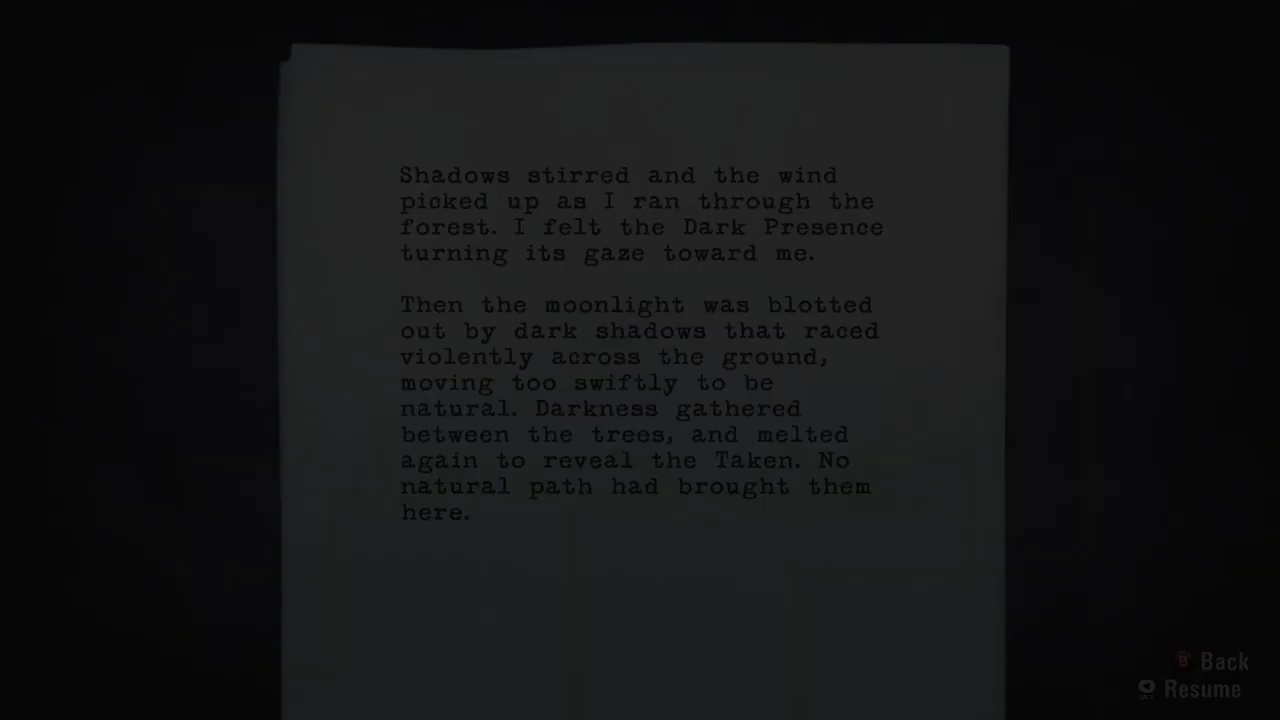 Shadows stirred and the wind
picked up as I ran through the
forest. I felt the Dark Presence
turning its gaze toward me.
Then the moonlight was blotted
out by dark shadows that raced
violently across the ground,
moving too swiftly to be
natural. Darkness gathered
between the trees, and melted
again to reveal the Taken. No
natural path had brought them
here.
B Back
BACK Resume